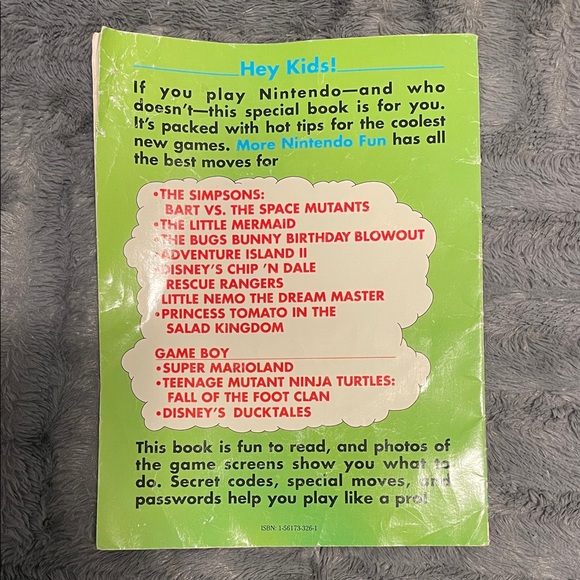 Hey Kids!
If you play Nintendo—and who
doesn't—this special book is for you.
It's packed with hot tips for the coolest
new games. More Nintendo Fun has all
the best moves for
•THE SIMPSONS:
BART VS. THE SPACE MUTANTS
•THE LITTLE MERMAID
•THE BUGS BUNNY BIRTHDAY BLOWOUT
•ADVENTURE ISLAND II
•DISNEY'S CHIP 'N DALE
RESCUE RANGERS
LITTLE NEMO THE DREAM MASTER
•PRINCESS TOMATO IN THE
SALAD KINGDOM
GAME BOY
•SUPER MARIOLAND
•TEENAGE MUTANT NINJA TURTLES:
FALL OF THE FOOT CLAN
•DISNEY'S DUCKTALES
This book is fun to read, and photos of
the game screens show you what to
do. Secret codes, special moves, and
passwords help you play like a pro!
ISBN: 1-56173-326-1